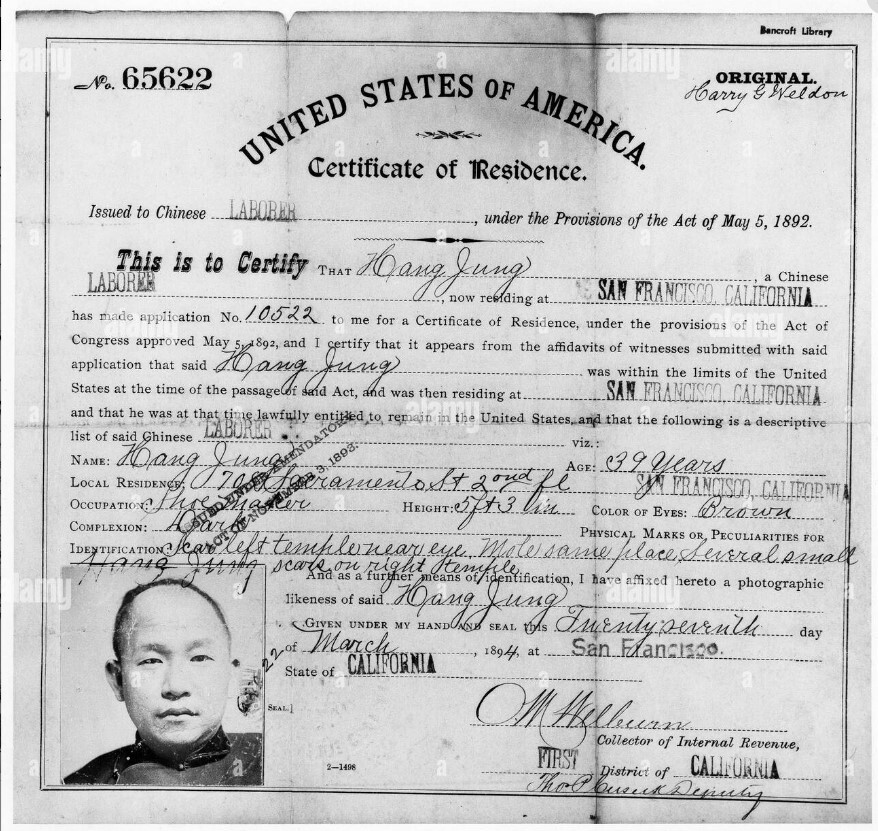 Bancroft Library
No. 65622
ORIGINAL.
Harry G Weldon
UNITED STATES OF AMERICA.
Certificate of Residence.
Issued to Chinese LABORER, under the Provisions of the Act of May 5, 1892.
This is to Certify THAT Hang Jung, a Chinese
LABORER, now residing at SAN FRANCISCO, CALIFORNIA
has made application No. 10522 to me for a Certificate of Residence, under the provisions of the Act of
Congress approved May 5, 1892, and I certify that it appears from the affidavits of witnesses submitted with said
application that said Hang Jung was within the limits of the United
States at the time of the passage of said Act, and was then residing at SAN FRANCISCO, CALIFORNIA
and that he was at that time lawfully entitled to remain in the United States, and that the following is a descriptive
list of said Chinese LABORER viz.:
NAME: Hang Jung AGE: 39 Years
LOCAL RESIDENCE: Sacramento St 2ond fl SAN FRANCISCO, CALIFORNIA
ISSUED UNDER AMENDATORY
ACT OF NOVEMBER 3, 1893.
OCCUPATION: Shoe maker HEIGHT: 5 ft 3 in COLOR OF EYES: Brown
COMPLEXION: PHYSICAL MARKS OR PECULIARITIES FOR
IDENTIFICATION: Scar left temple near eye. Mole same place. Several small
scars on right temple
Hang Jung
And as a further means of identification, I have affixed hereto a photographic
likeness of said Hang Jung
GIVEN UNDER MY HAND AND SEAL this Twenty seventh day
of March, 1894, at San Francisco.
State of CALIFORNIA
SEAL.]
O M Welburn
Collector of Internal Revenue,
FIRST District of CALIFORNIA
Thos P Cusack Deputy
2—1498
alamy